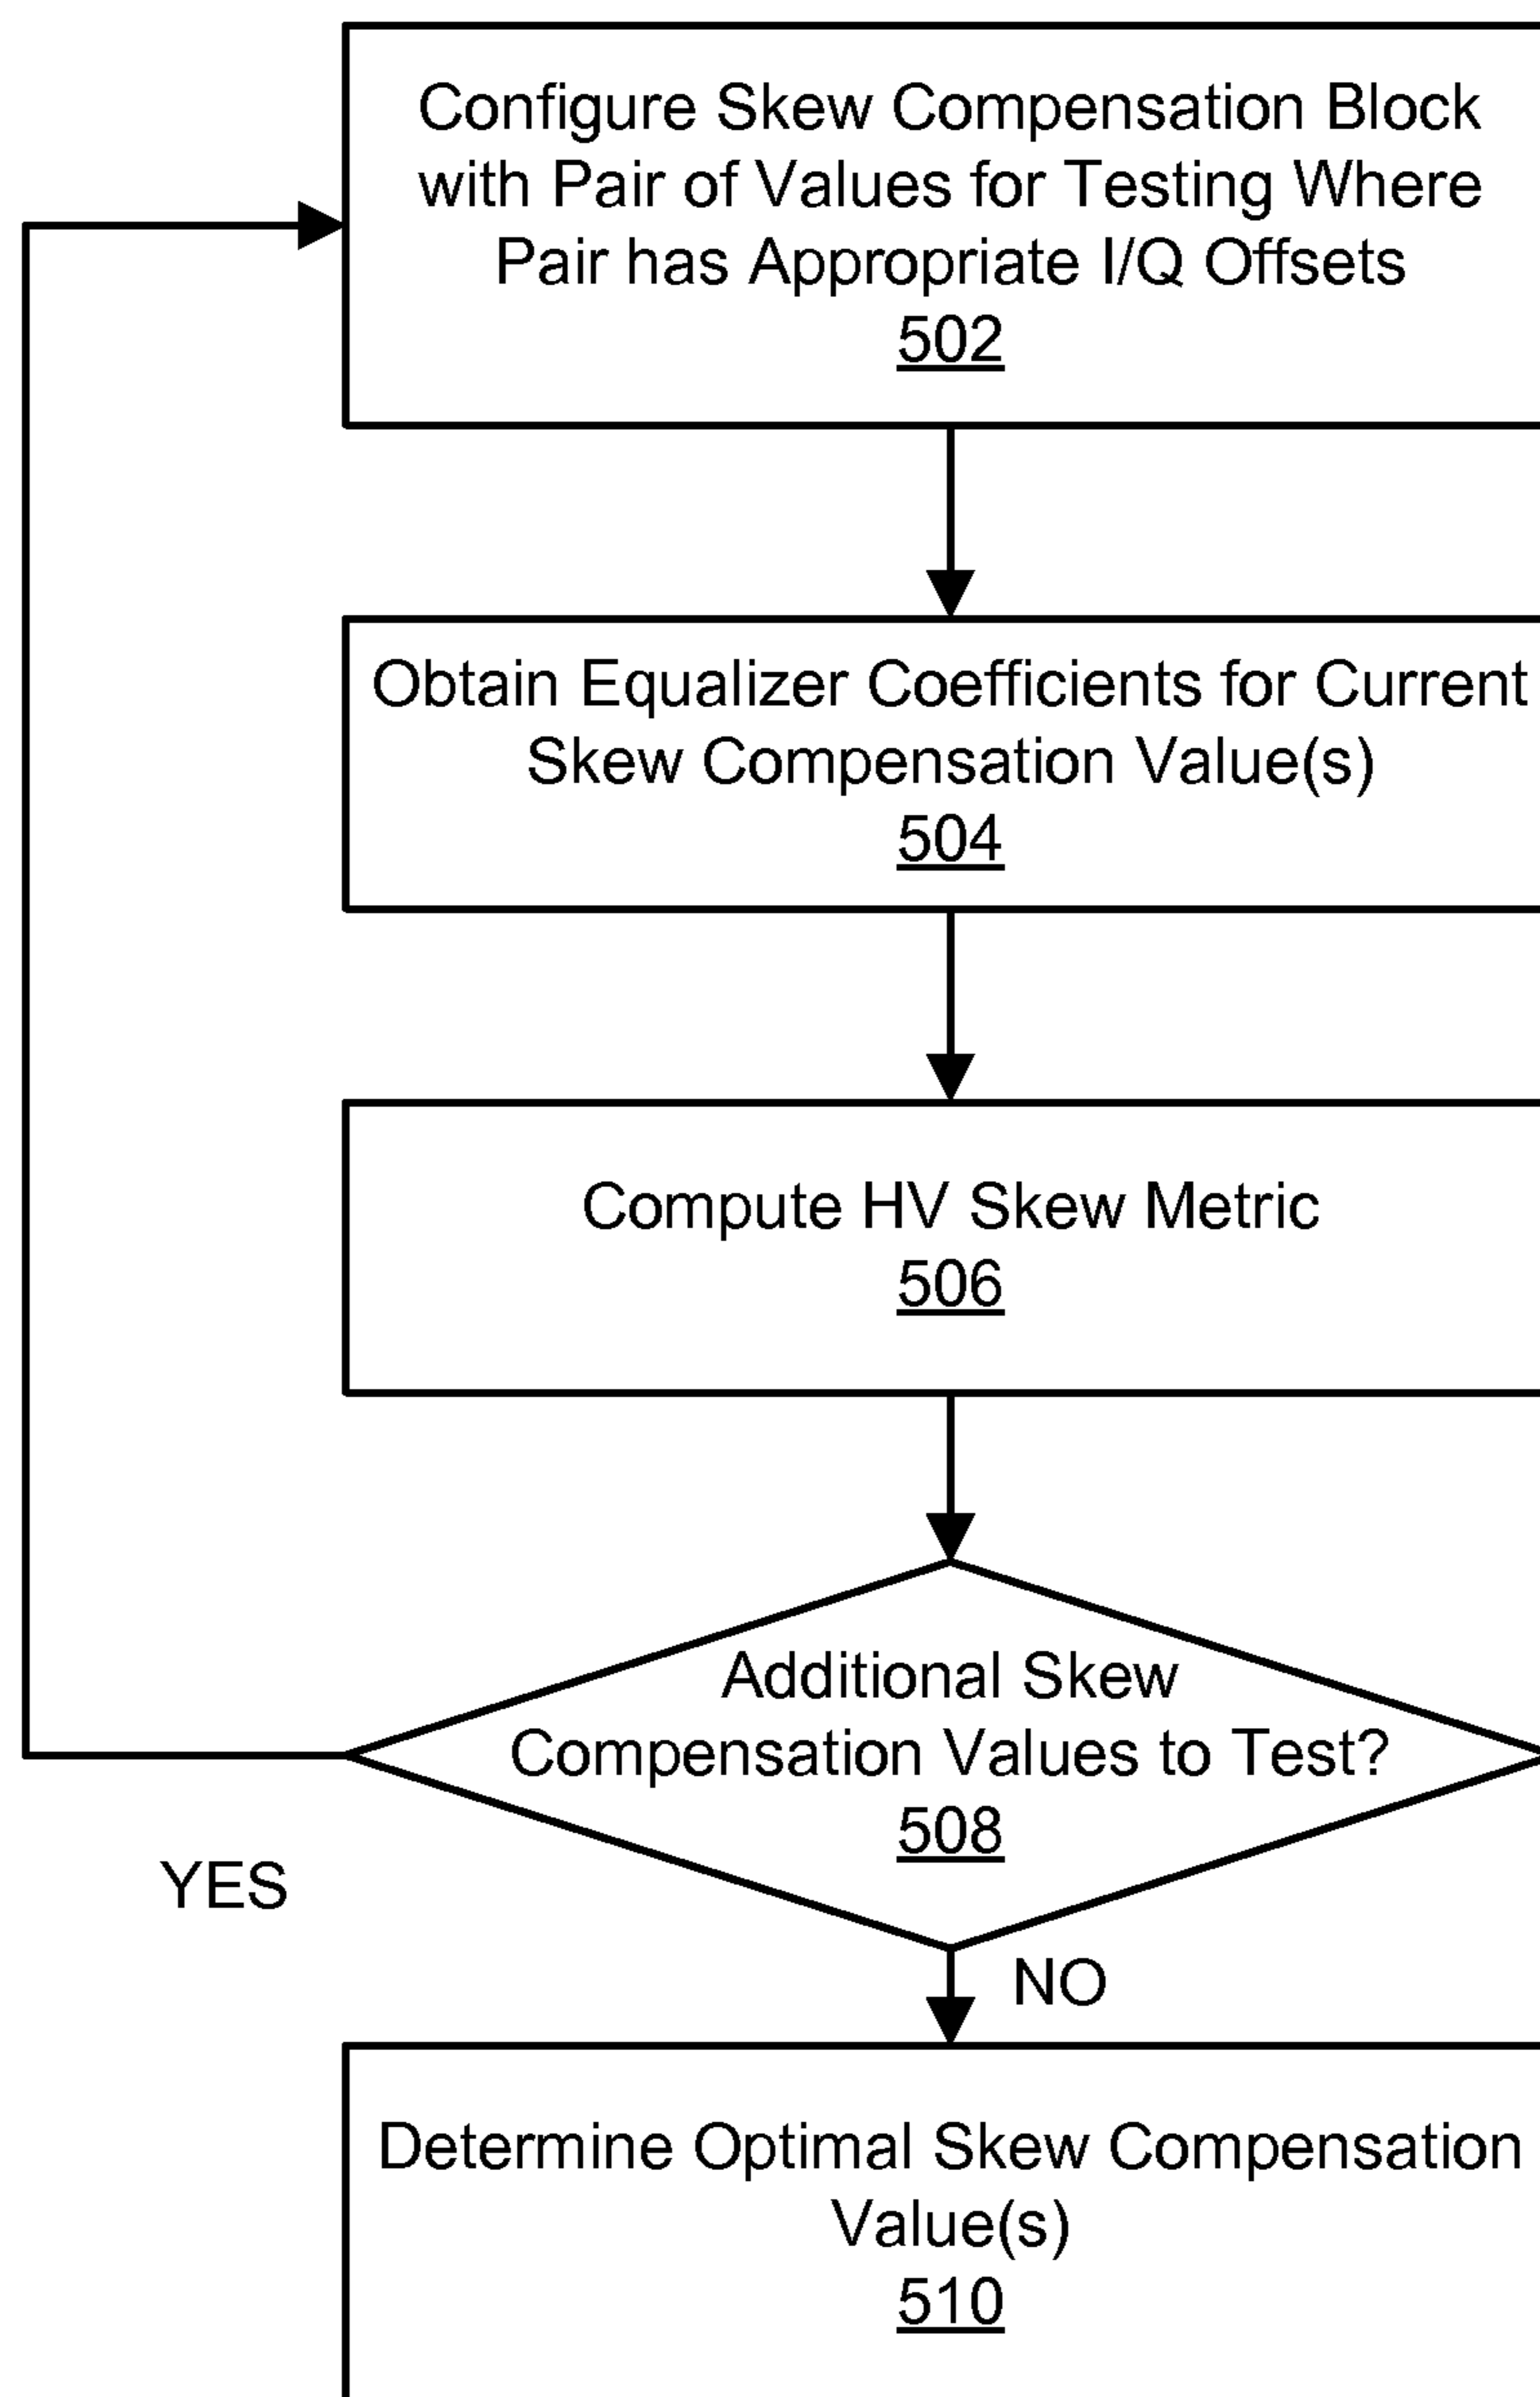 Configure Skew Compensation Block
with Pair of Values for Testing Where
Pair has Appropriate I/Q Offsets
502
Obtain Equalizer Coefficients for Current
Skew Compensation Value(s)
504
Compute HV Skew Metric
506
Additional Skew
Compensation Values to Test?
508
YES
NO
Determine Optimal Skew Compensation
Value(s)
510